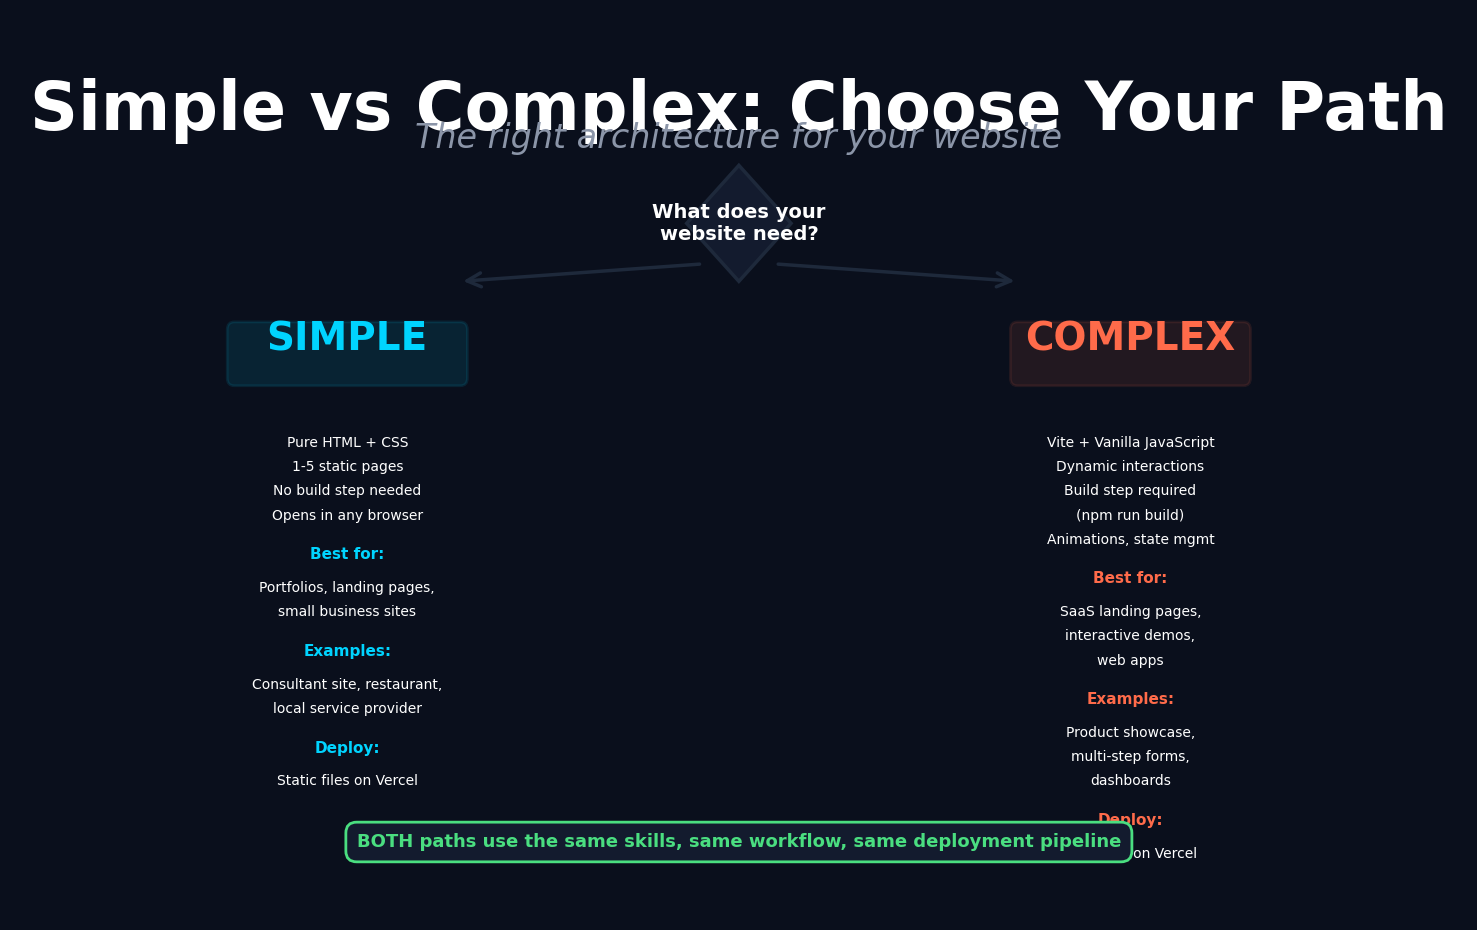 Simple vs Complex: Choose Your Path
The right architecture for your website
What does your
website need?
SIMPLE
Pure HTML + CSS
1-5 static pages
No build step needed
Opens in any browser
Best for:
Portfolios, landing pages,
small business sites
Examples:
Consultant site, restaurant,
local service provider
Deploy:
Static files on Vercel
COMPLEX
Vite + Vanilla JavaScript
Dynamic interactions
Build step required
(npm run build)
Animations, state mgmt
Best for:
SaaS landing pages,
interactive demos,
web apps
Examples:
Product showcase,
multi-step forms,
dashboards
Deploy:
on Vercel
BOTH paths use the same skills, same workflow, same deployment pipeline